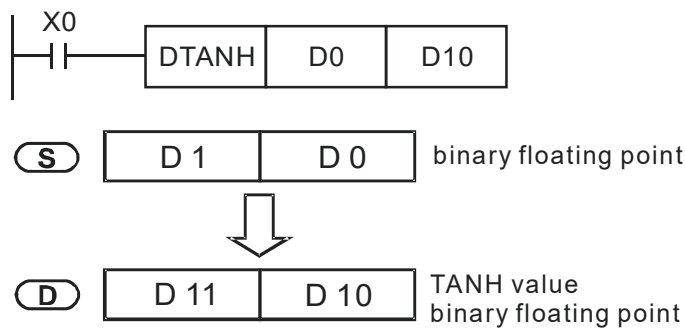 X0
DTANH D0 D10
S D 1 D 0 binary floating point
D D 11 D 10 TANH value
binary floating point